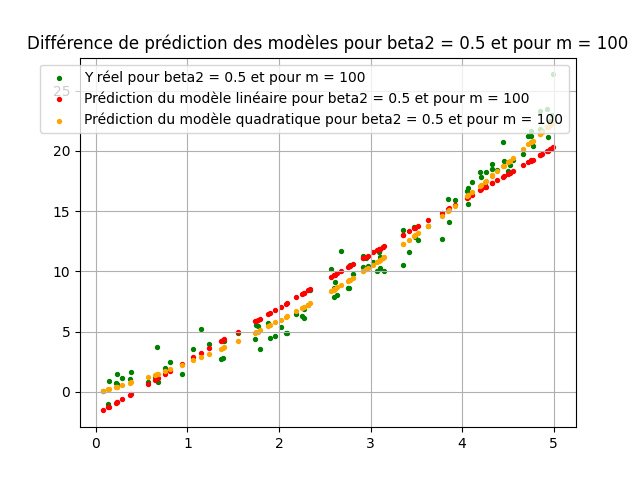 Différence de prédiction des modèles pour beta2 = 0.5 et pour m = 100
Y réel pour beta2 = 0.5 et pour m = 100
Prédiction du modèle linéaire pour beta2 = 0.5 et pour m = 100
Prédiction du modèle quadratique pour beta2 = 0.5 et pour m = 100
25
20
15
10
5
0
0 1 2 3 4 5